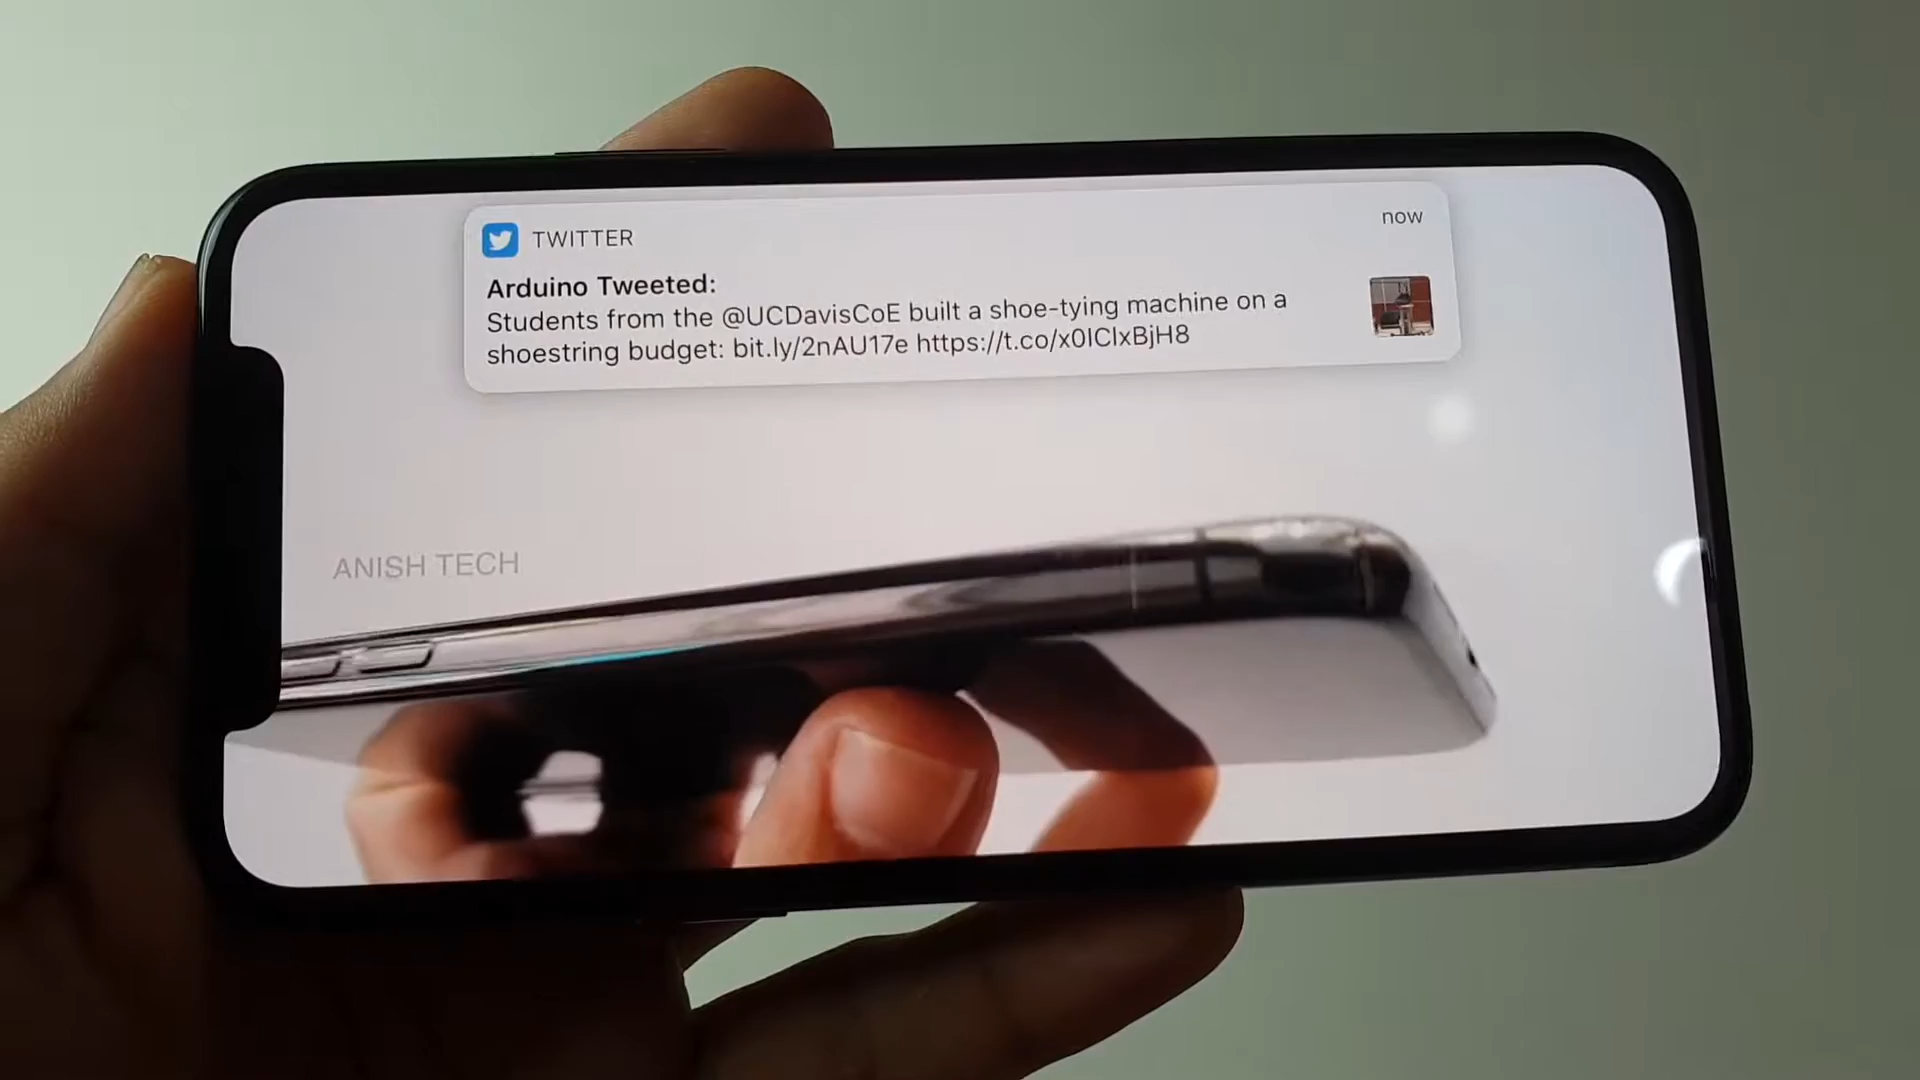 TWITTER
now
Arduino Tweeted:
Students from the @UCDavisCoE built a shoe-tying machine on a
shoestring budget: bit.ly/2nAU17e https://t.co/x0IClxBjH8
ANISH TECH